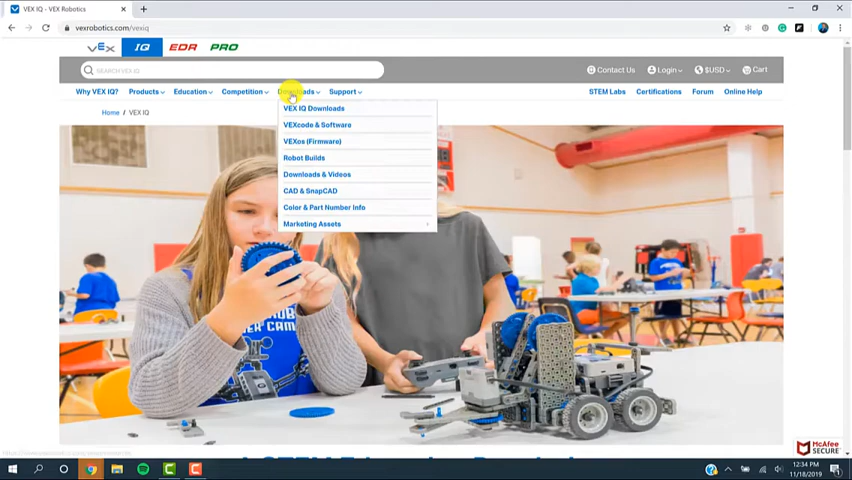 VEX IQ - VEX Robotics
vexrobotics.com/vexiq
VEX IQ EDR PRO
SEARCH VEX IQ
Contact Us Login $USD Cart
Why VEX IQ? Products Education Competition Downloads Support STEM Labs Certifications Forum Online Help
Home / VEX IQ
VEX IQ Downloads
VEXcode & Software
VEXos (Firmware)
Robot Builds
Downloads & Videos
CAD & SnapCAD
Color & Part Number Info
Marketing Assets
McAfee
SECURE
12:34 PM
11/18/2019